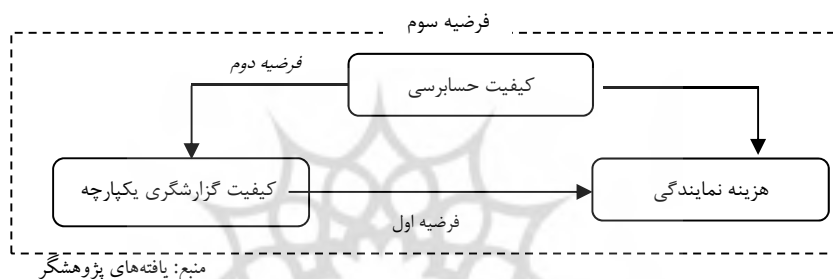 فرضیه سوم
فرضیه دوم
کیفیت حسابرسی
کیفیت گزارشگری یکپارچه
هزینه نمایندگی
فرضیه اول
منبع: یافته‌های پژوهشگر